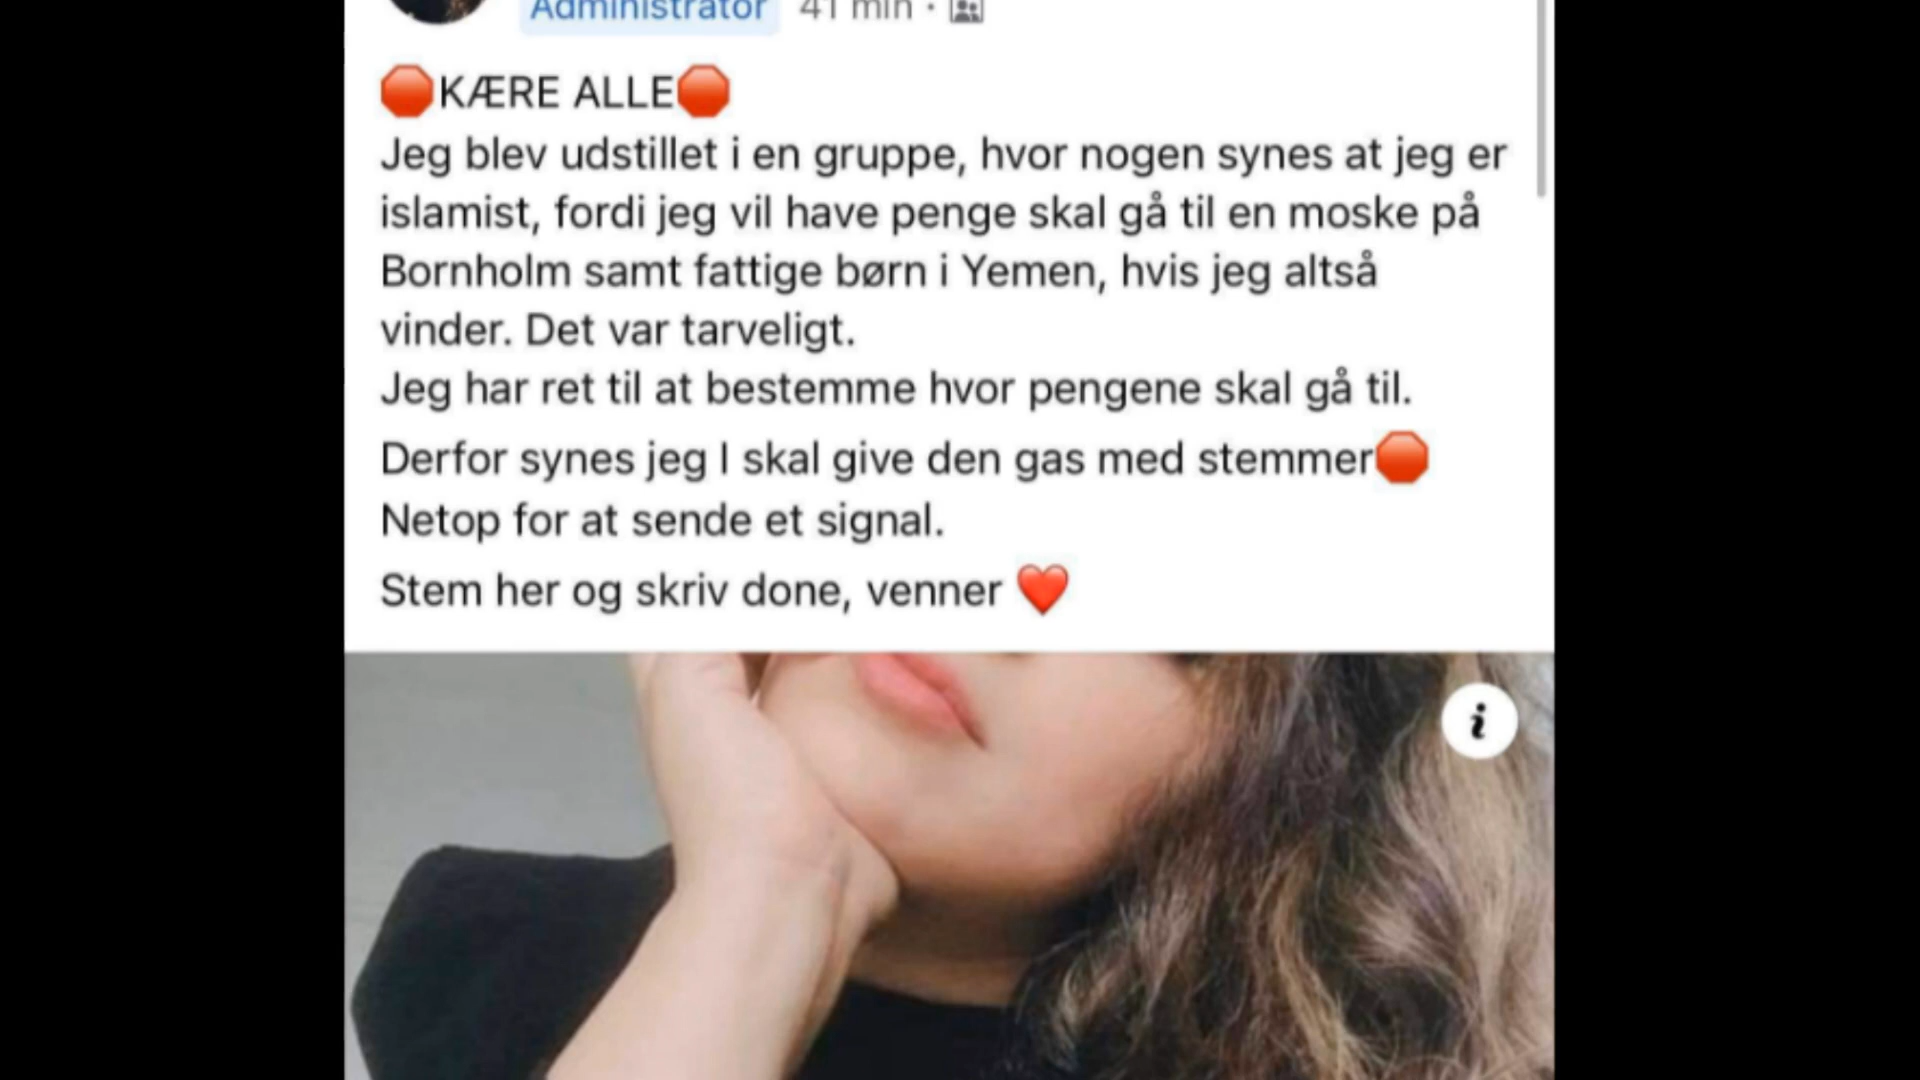 Administrator 41 min ·
🛑KÆRE ALLE🛑
Jeg blev udstillet i en gruppe, hvor nogen synes at jeg er
islamist, fordi jeg vil have penge skal gå til en moske på
Bornholm samt fattige børn i Yemen, hvis jeg altså
vinder. Det var tarveligt.
Jeg har ret til at bestemme hvor pengene skal gå til.
Derfor synes jeg I skal give den gas med stemmer🛑
Netop for at sende et signal.
Stem her og skriv done, venner ❤️
i